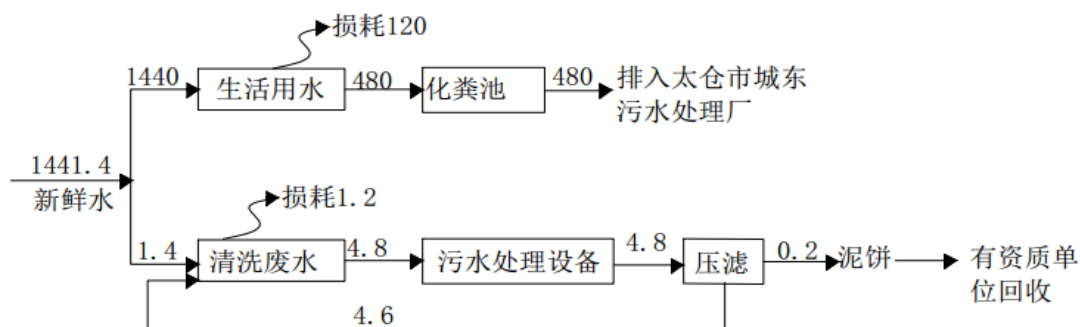 损耗120
1440
生活用水
480
化粪池
480
排入太仓市城东
污水处理厂
1441.4
新鲜水
损耗1.2
1.4
清洗废水
4.8
污水处理设备
4.8
压滤
0.2
泥饼
有资质单
位回收
4.6